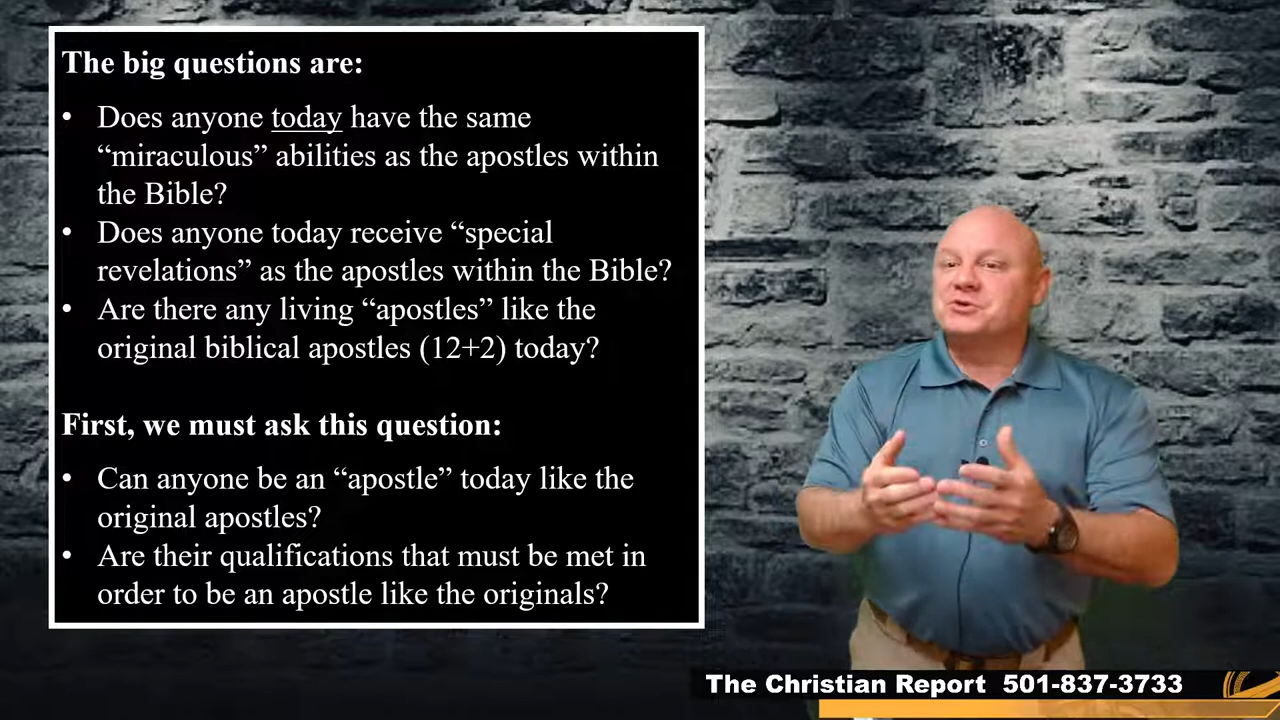 The big questions are:
• Does anyone today have the same
“miraculous” abilities as the apostles within
the Bible?
• Does anyone today receive “special
revelations” as the apostles within the Bible?
• Are there any living “apostles” like the
original biblical apostles (12+2) today?
First, we must ask this question:
• Can anyone be an “apostle” today like the
original apostles?
• Are their qualifications that must be met in
order to be an apostle like the originals?
The Christian Report 501-837-3733